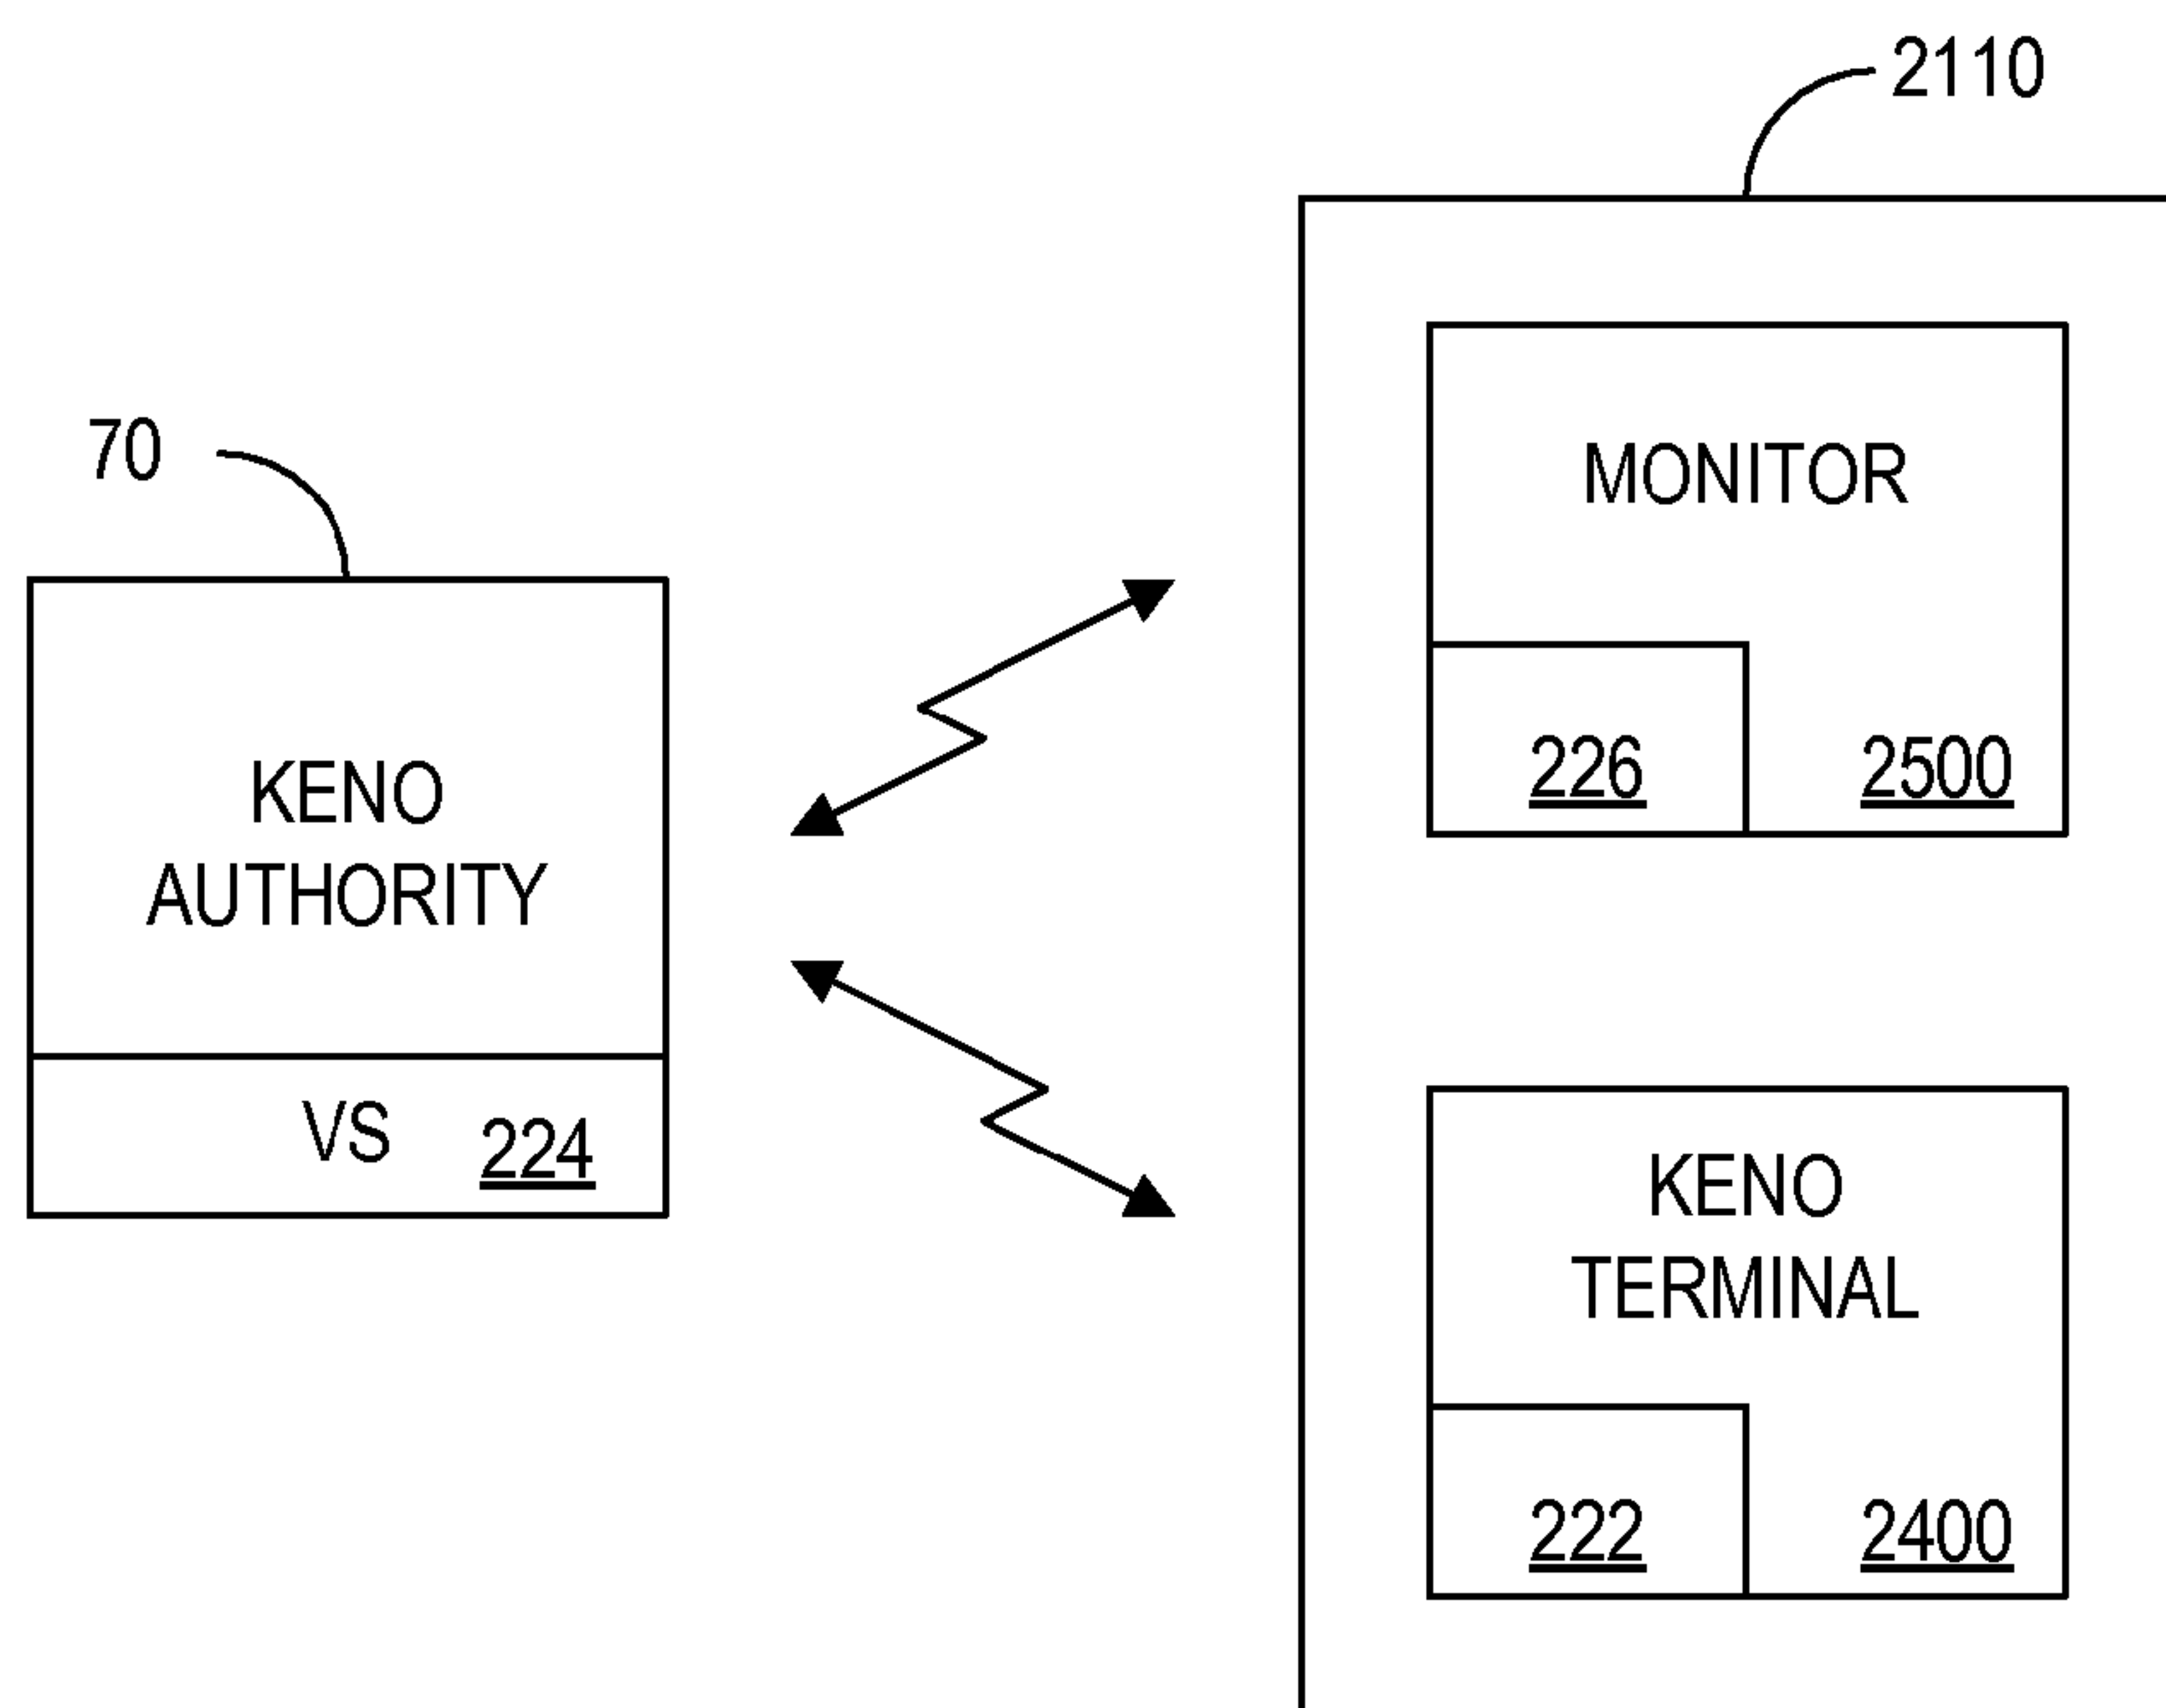 2110
70
MONITOR
226
2500
KENO
AUTHORITY
VS
224
KENO
TERMINAL
222
2400